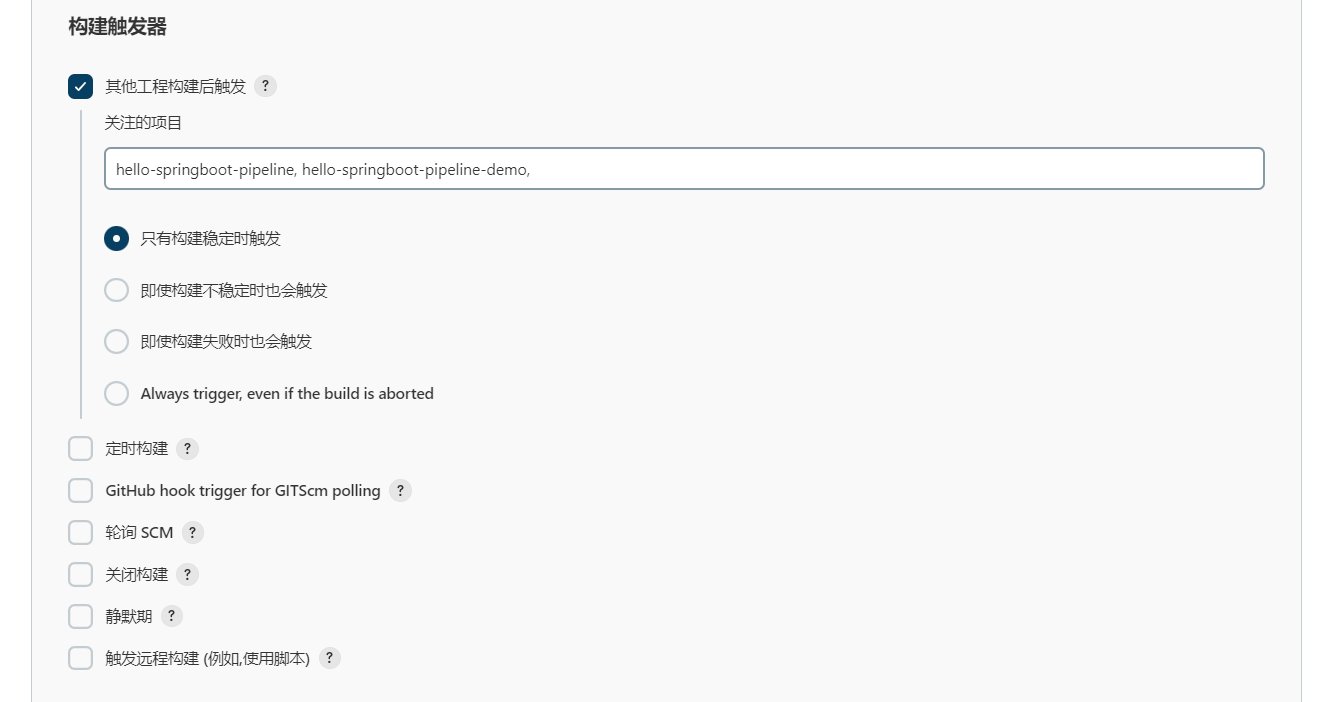 构建触发器
其他工程构建后触发 ?
关注的项目
hello-springboot-pipeline, hello-springboot-pipeline-demo,
只有构建稳定时触发
即使构建不稳定时也会触发
即使构建失败时也会触发
Always trigger, even if the build is aborted
定时构建 ?
GitHub hook trigger for GITScm polling ?
轮询 SCM ?
关闭构建 ?
静默期 ?
触发远程构建 (例如,使用脚本) ?